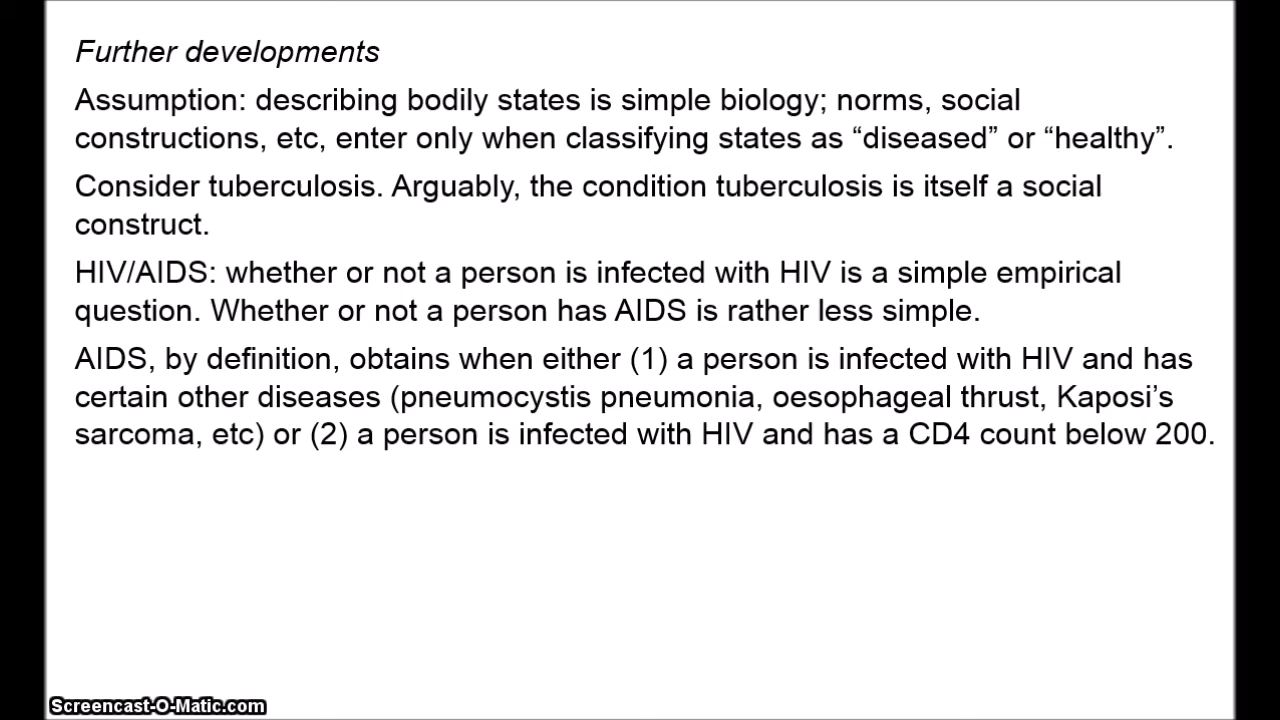 Further developments
Assumption: describing bodily states is simple biology; norms, social
constructions, etc, enter only when classifying states as “diseased” or “healthy”.
Consider tuberculosis. Arguably, the condition tuberculosis is itself a social
construct.
HIV/AIDS: whether or not a person is infected with HIV is a simple empirical
question. Whether or not a person has AIDS is rather less simple.
AIDS, by definition, obtains when either (1) a person is infected with HIV and has
certain other diseases (pneumocystis pneumonia, oesophageal thrust, Kaposi’s
sarcoma, etc) or (2) a person is infected with HIV and has a CD4 count below 200.
Screencast-O-Matic.com